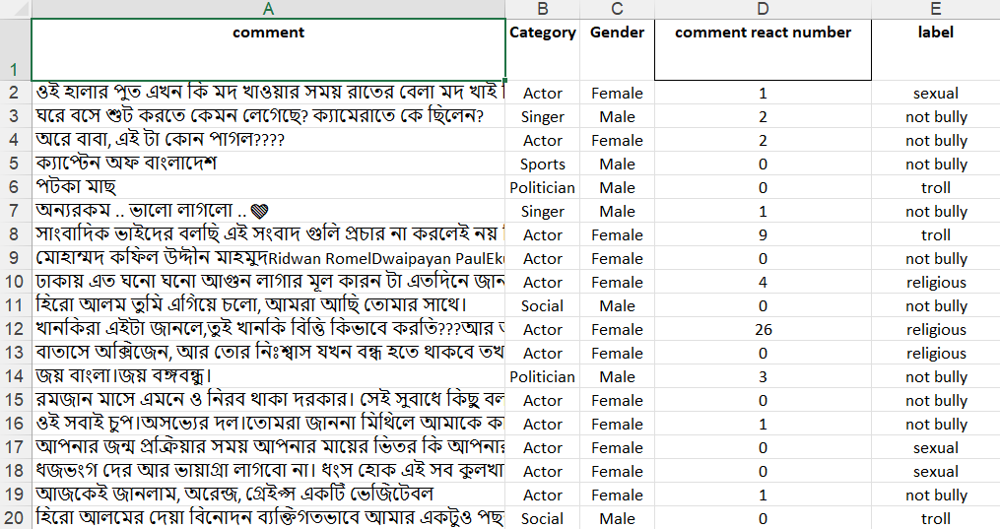 A B C D E
comment Category Gender comment react number label
1
2 ওই হালার পুত এখন কি মদ খাওয়ার সময় রাতের বেলা মদ খাই Actor Female 1 sexual
3 ঘরে বসে শুট করতে কেমন লেগেছে? ক্যামেরাতে কে ছিলেন? Singer Male 2 not bully
4 অরে বাবা, এই টা কোন পাগল???? Actor Female 2 not bully
5 ক্যাপ্টেন অফ বাংলাদেশ Sports Male 0 not bully
6 পটকা মাছ Politician Male 0 troll
7 অন্যরকম .. ভালো লাগলো .. 💜 Singer Male 1 not bully
8 সাংবাদিক ভাইদের বলছি এই সংবাদ গুলি প্রচার না করলেই নয় Actor Female 9 troll
9 মোহাম্মদ কফিল উদ্দীন মাহমুদRidwan RomelDwaipayan PaulEk Actor Female 0 not bully
10 ঢাকায় এত ঘনো ঘনো আগুন লাগার মূল কারন টা এতদিনে জান Actor Female 4 religious
11 হিরো আলম তুমি এগিয়ে চলো, আমরা আছি তোমার সাথে। Social Male 0 not bully
12 খানকিরা এইটা জানলে,তুই খানকি বিত্তি কিভাবে করতি???আর Actor Female 26 religious
13 বাতাসে অক্সিজেন, আর তোর নিঃশ্বাস যখন বন্ধ হতে থাকবে তখ Actor Female 0 religious
14 জয় বাংলা।জয় বঙ্গবন্ধু। Politician Male 3 not bully
15 রমজান মাসে এমনে ও নিরব থাকা দরকার। সেই সুবাধে কিছু বল Actor Female 0 not bully
16 ওই সবাই চুপ।অসভ্যের দল।তোমরা জাননা মিথিলে আমাকে ক Actor Female 1 not bully
17 আপনার জন্ম প্রক্রিয়ার সময় আপনার মায়ের ভিতর কি আপনার Actor Female 0 sexual
18 ধজভংগ দের আর ভায়াগ্রা লাগবো না। ধংস হোক এই সব কুলখা Actor Female 0 sexual
19 আজকেই জানলাম, অরেন্জ, গ্রেইপ্স একটি ভেজিটেবল Actor Female 1 not bully
20 হিরো আলমের দেয়া বিনোদন ব্যক্তিগতভাবে আমার একটুও পছ Social Male 0 troll